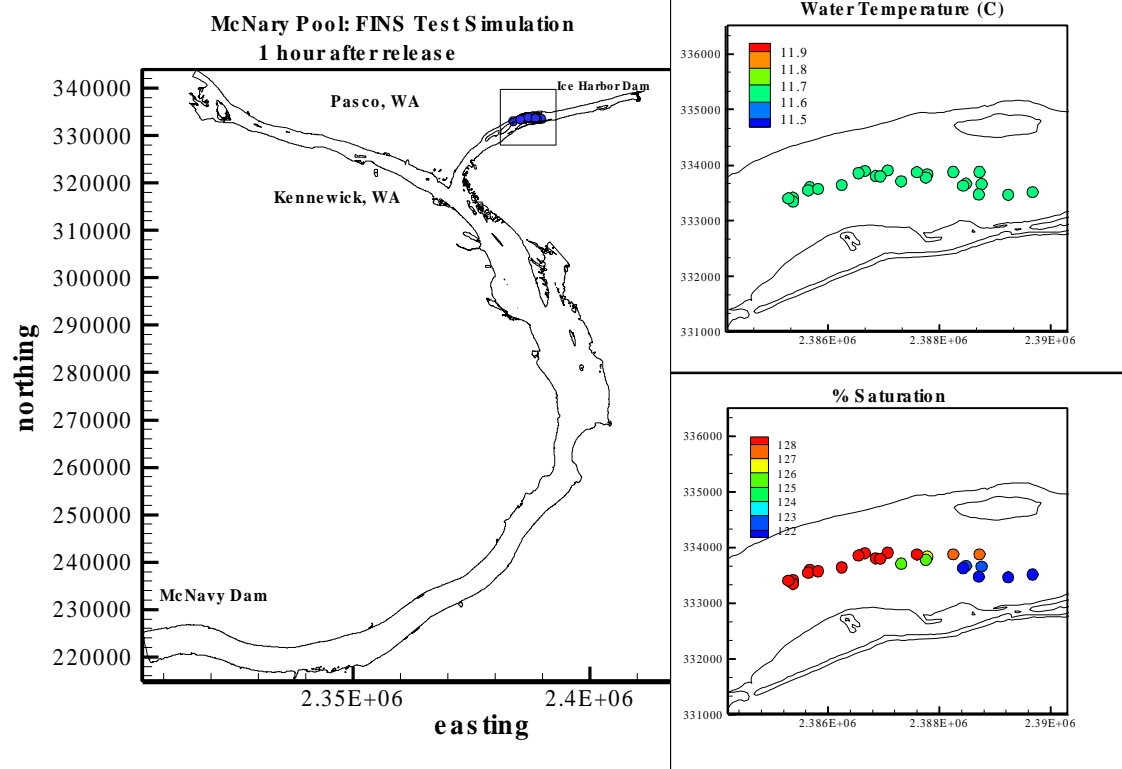 McNary Pool: FINS Test Simulation
1 hour after release
Ice Harbor Dam
Pasco, WA
Kennewick, WA
McNavy Dam
340000
330000
320000
310000
300000
290000
280000
270000
260000
250000
240000
230000
220000
northing
2.35E+06
2.4E+06
easting
Water Temperature (C)
336000
335000
334000
333000
332000
331000
11.9
11.8
11.7
11.6
11.5
2.386E+06
2.388E+06
2.39E+06
% Saturation
336000
335000
334000
333000
332000
331000
128
127
126
125
124
123
122
2.386E+06
2.388E+06
2.39E+06